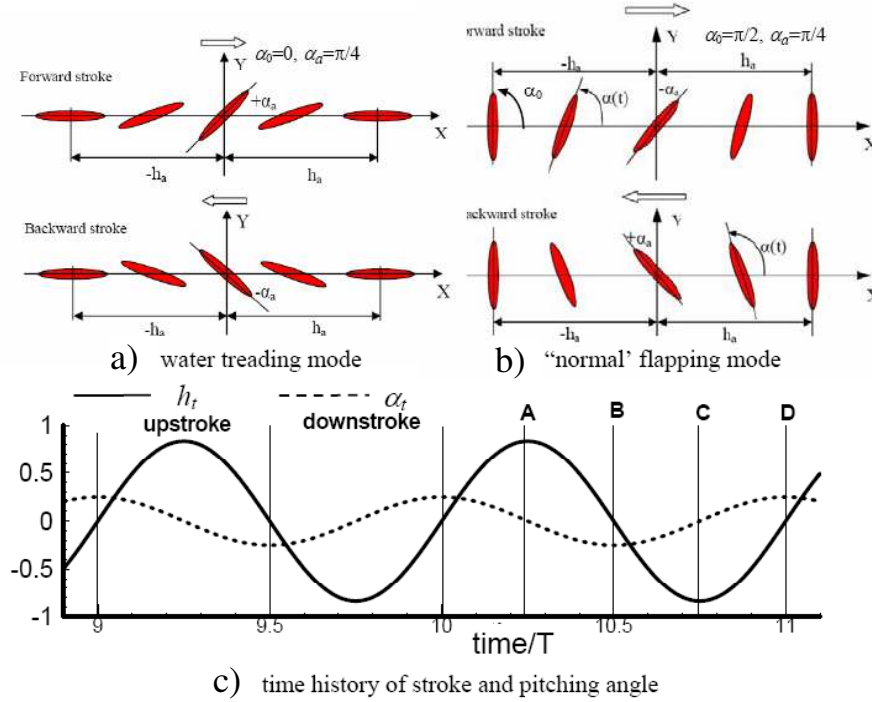 α₀=0, αₐ=π/4
Forward stroke
Y
+αₐ
X
-hₐ
hₐ
Backward stroke
Y
-αₐ
X
-hₐ
hₐ
a) water treading mode
orward stroke
Y
α₀=π/2, αₐ=π/4
-hₐ
hₐ
α₀
α(t)
-αₐ
X
ackward stroke
Y
+αₐ
α(t)
X
-hₐ
hₐ
b) “normal’ flapping mode
hₜ αₜ
upstroke downstroke A B C D
1
0.5
0
-0.5
-1
9 9.5 10 10.5 11
time/T
c) time history of stroke and pitching angle